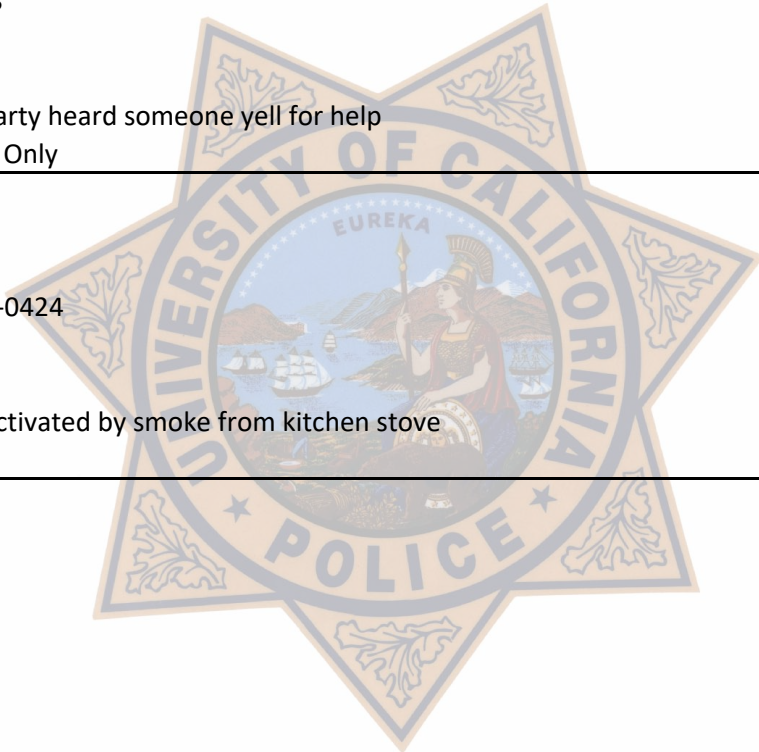 arty heard someone yell for help
Only
UNIVERSITY OF CALIFORNIA
EUREKA
-0424
ctivated by smoke from kitchen stove
POLICE